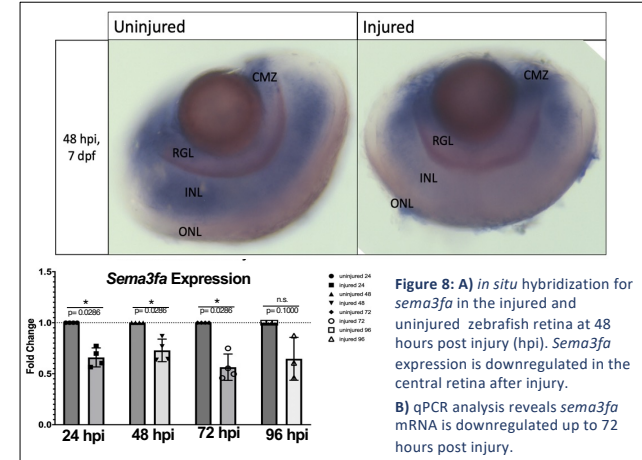 Uninjured
Injured
48 hpi,
7 dpf
CMZ
RGL
INL
ONL
CMZ
RGL
INL
ONL
Sema3fa Expression
Fold Change
1.5
1.0
0.5
0.0
*
p= 0.0286
*
p= 0.0286
*
p= 0.0286
n.s.
p= 0.1000
24 hpi
48 hpi
72 hpi
96 hpi
uninjured 24
injured 24
uninjured 48
injured 48
uninjured 72
injured 72
uninjured 96
injured 96
Figure 8: A) in situ hybridization for
sema3fa in the injured and
uninjured zebrafish retina at 48
hours post injury (hpi). Sema3fa
expression is downregulated in the
central retina after injury.
B) qPCR analysis reveals sema3fa
mRNA is downregulated up to 72
hours post injury.